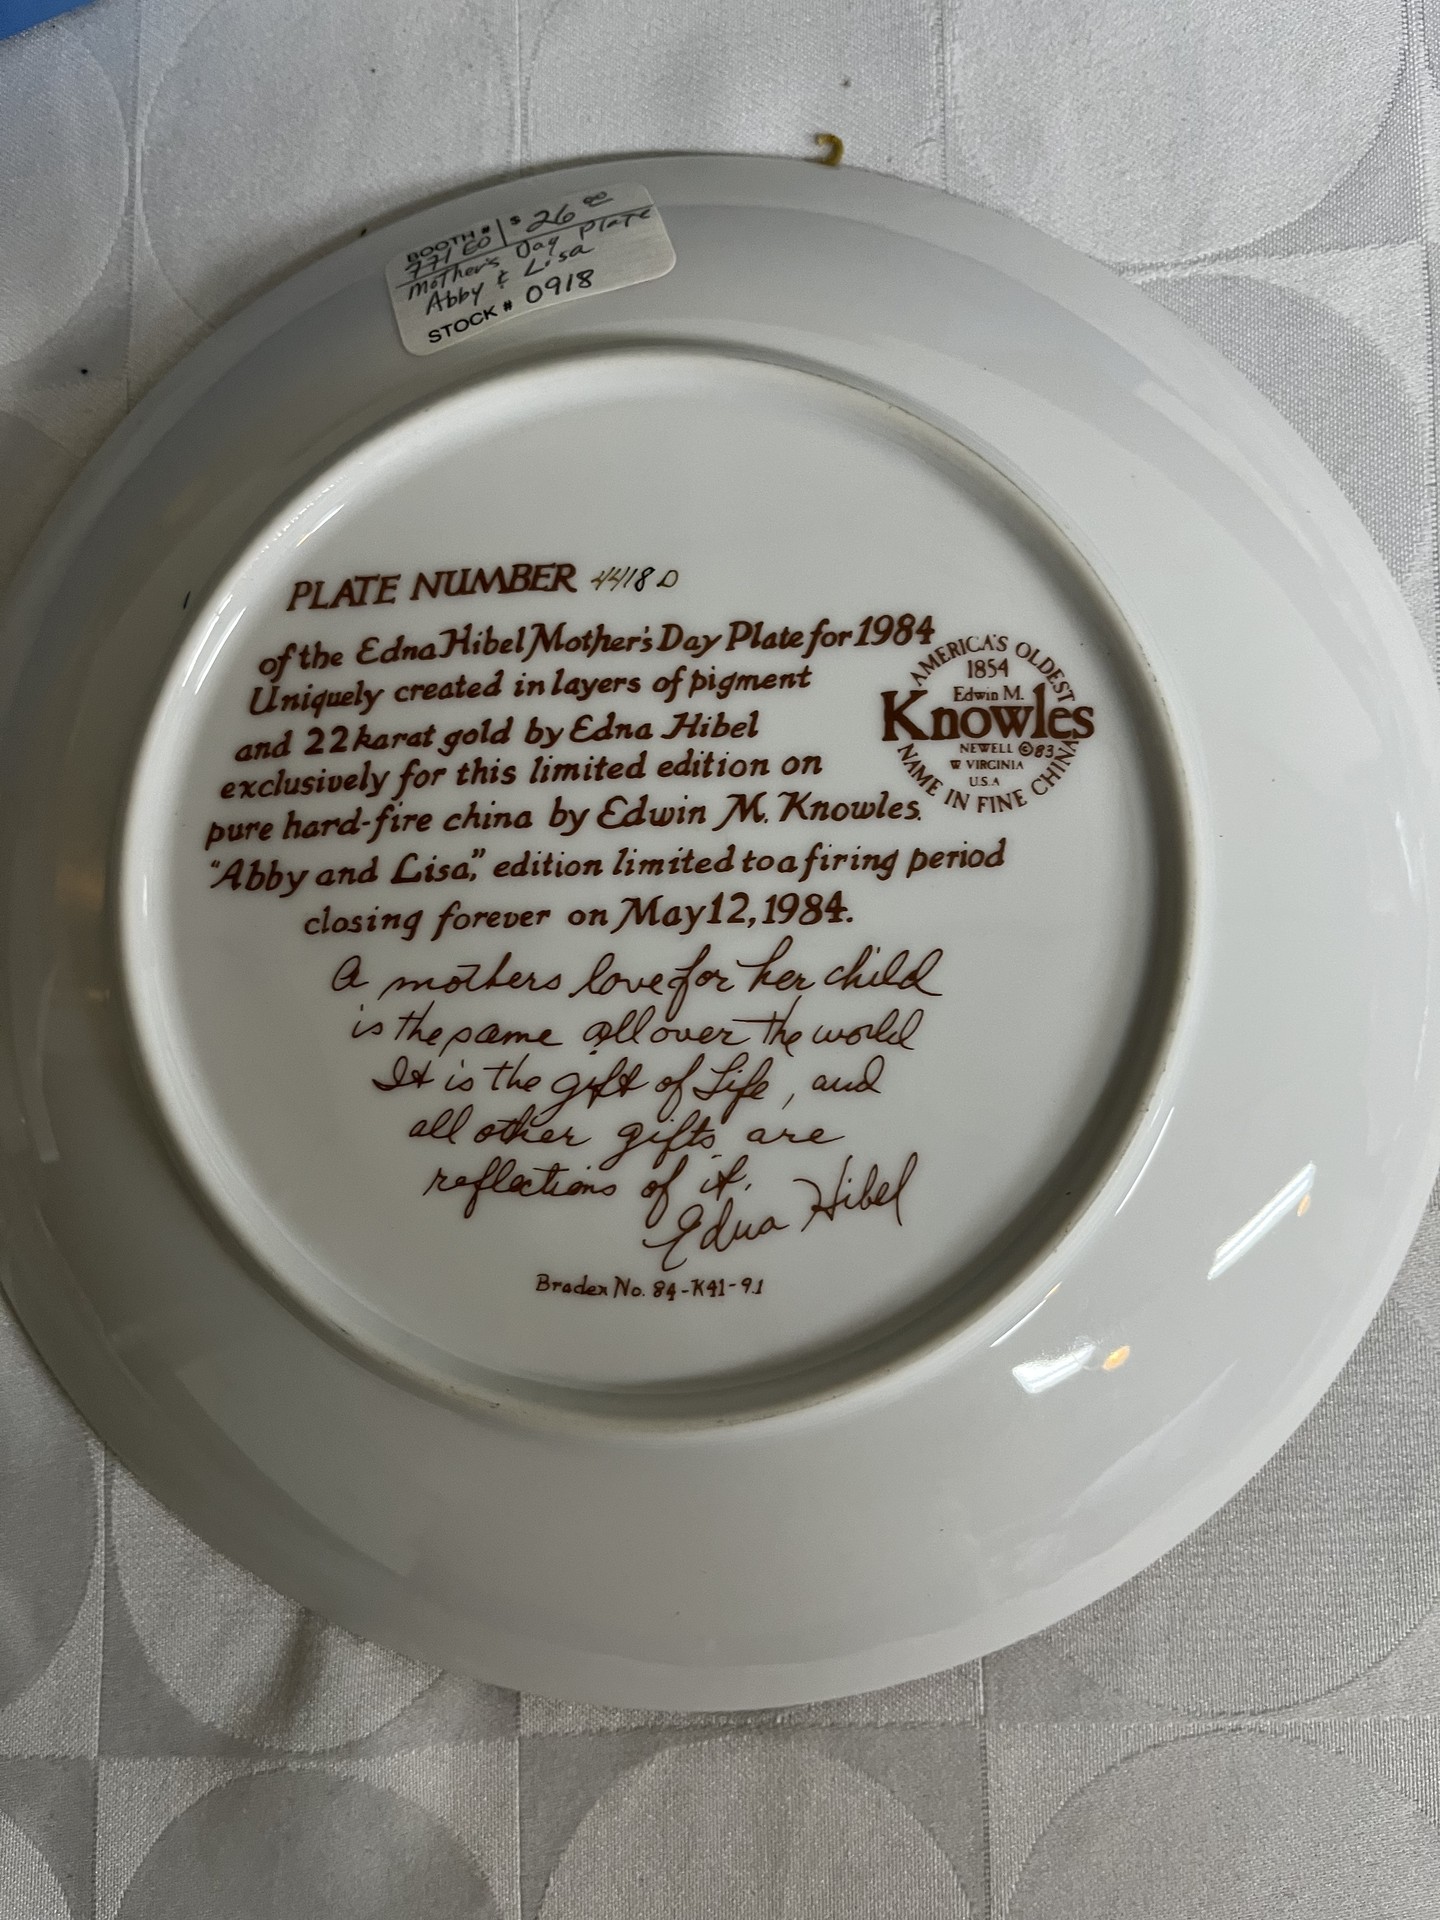 BOOTH # $ 26 00
771 EO
Mother's Day Plate
Abby & Lisa
STOCK # 0918
PLATE NUMBER 4418 D
of the Edna Hibel Mother's Day Plate for 1984
Uniquely created in layers of pigment
and 22 karat gold by Edna Hibel
exclusively for this limited edition on
pure hard-fire china by Edwin M. Knowles.
"Abby and Lisa," edition limited to a firing period
closing forever on May 12, 1984.
AMERICA'S OLDEST
1854
Edwin M.
Knowles
NEWELL ©83
W VIRGINIA
U.S.A
NAME IN FINE CHINA
A mothers love for her child
is the same all over the world
It is the gift of Life, and
all other gifts are
reflections of it.
Edna Hibel
Bradex No. 84-K41-9.1